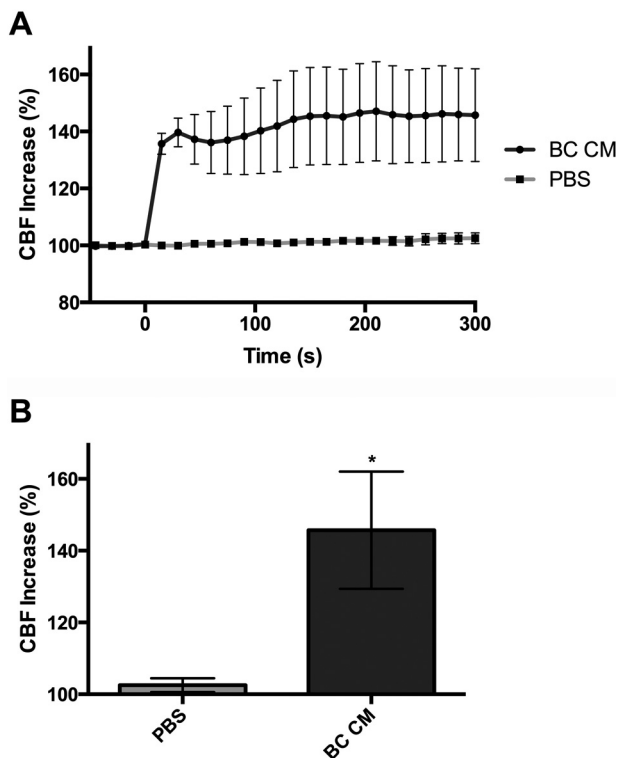 A
CBF Increase (%)
160
140
120
100
80
0 100 200 300
Time (s)
BC CM
PBS
B
CBF Increase (%)
160
140
120
100
*
PBS BC CM